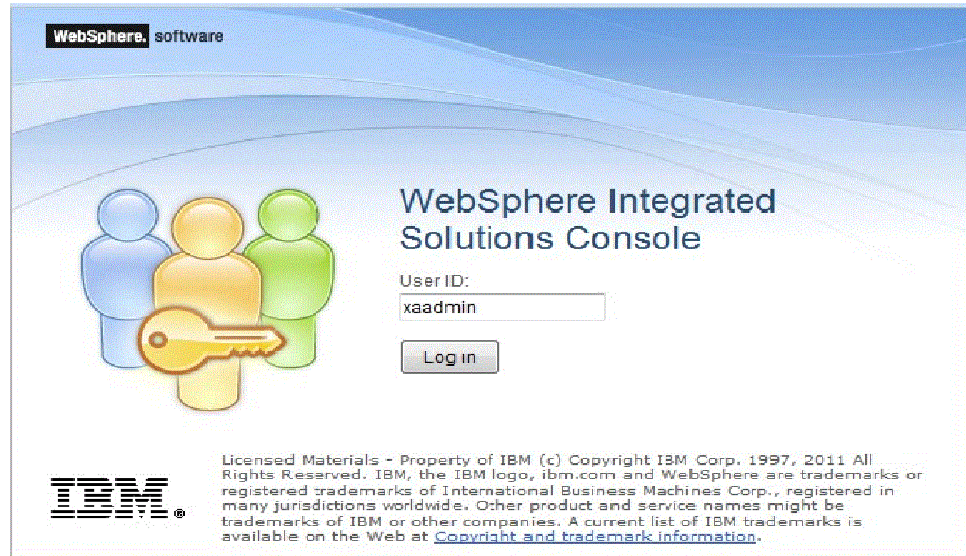 WebSphere. software
WebSphere Integrated
Solutions Console
User ID:
xaadmin
Log in
Licensed Materials - Property of IBM (c) Copyright IBM Corp. 1997, 2011 All
Rights Reserved. IBM, the IBM logo, ibm.com and WebSphere are trademarks or
registered trademarks of International Business Machines Corp., registered in
many jurisdictions worldwide. Other product and service names might be
trademarks of IBM or other companies. A current list of IBM trademarks is
available on the Web at Copyright and trademark information.
IBM®